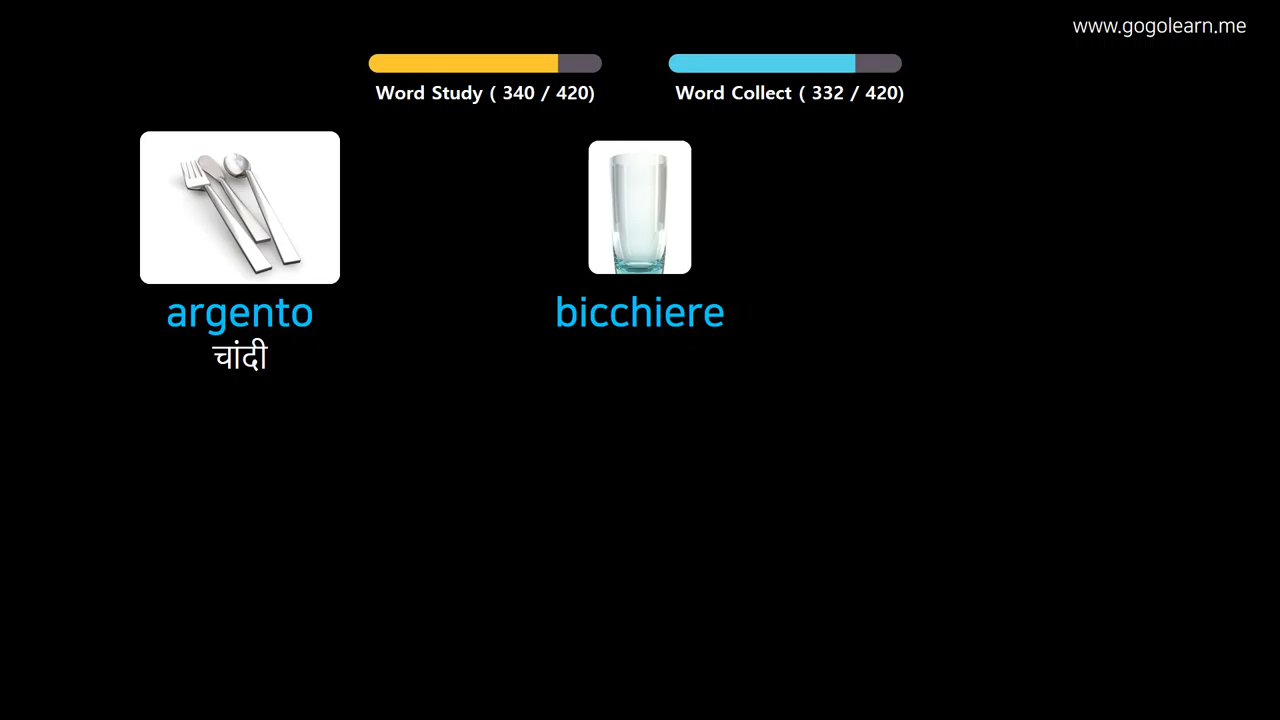 www.gogolearn.me
Word Study ( 340 / 420)
Word Collect ( 332 / 420)
argento
bicchiere
चांदी